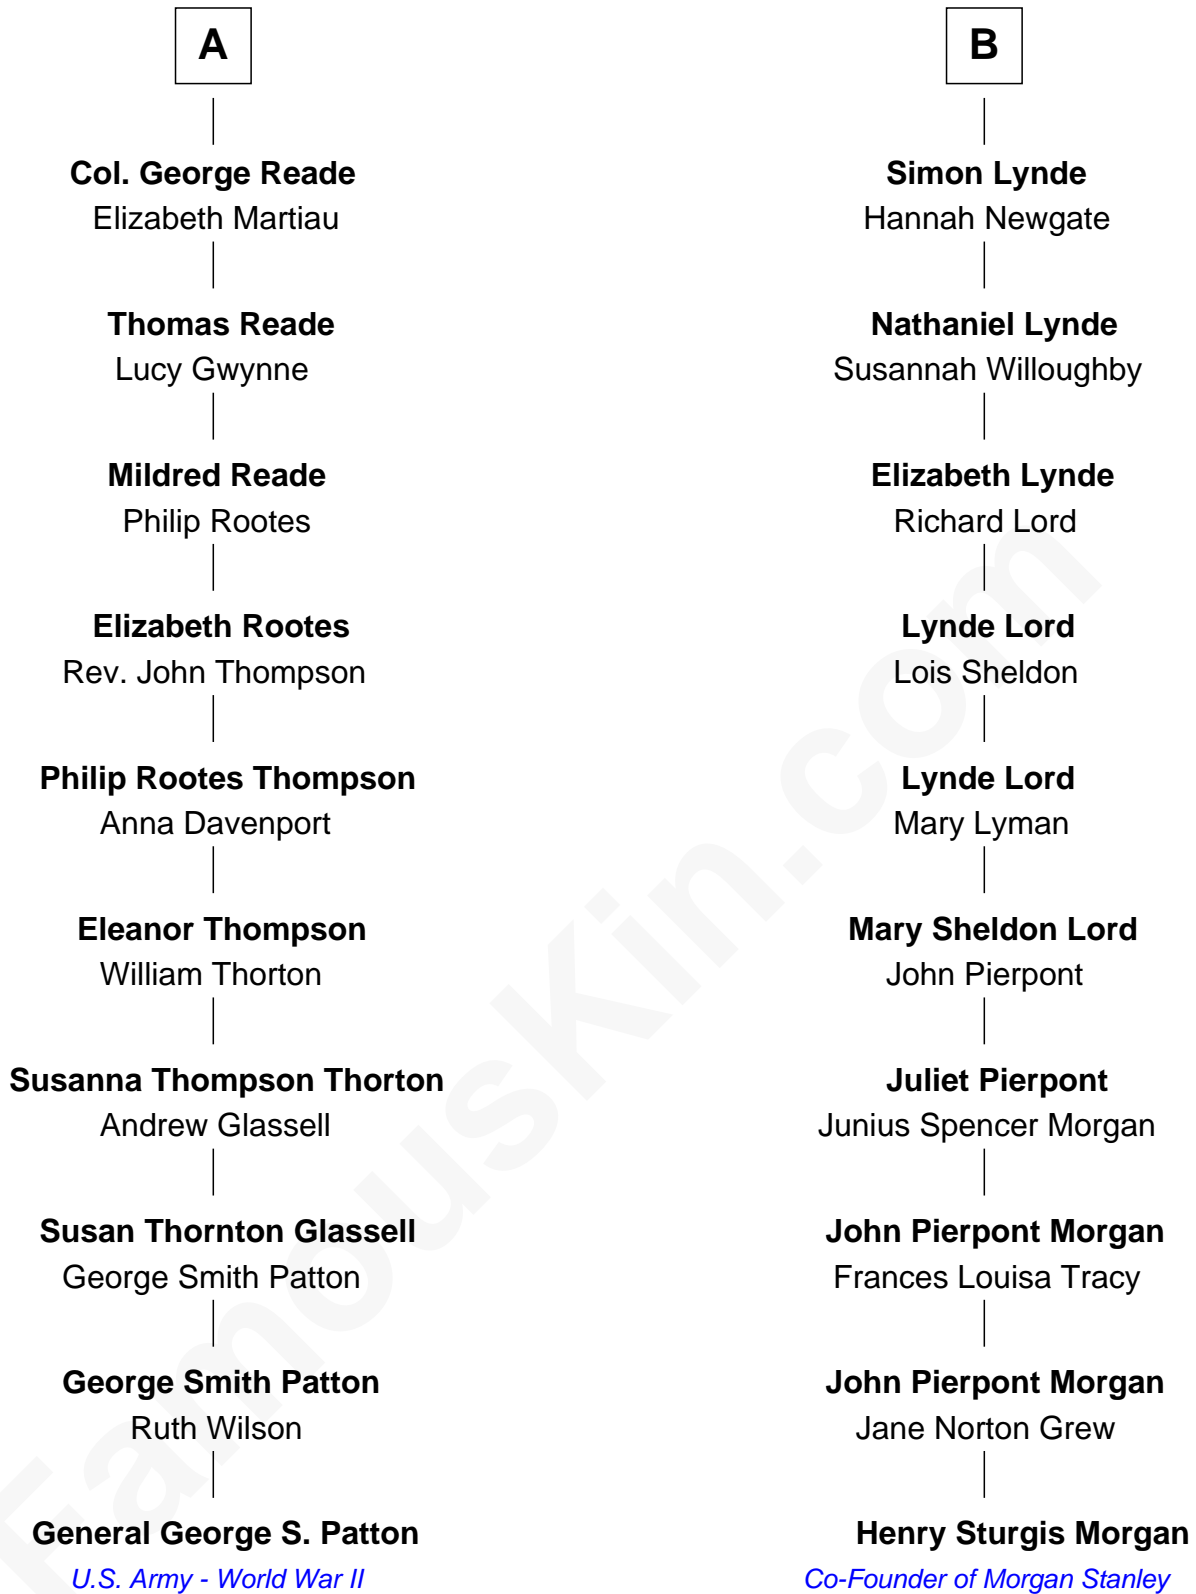 A
Col. George Reade
Elizabeth Martiau
Thomas Reade
Lucy Gwynne
Mildred Reade
Philip Rootes
Elizabeth Rootes
Rev. John Thompson
Philip Rootes Thompson
Anna Davenport
Eleanor Thompson
William Thorton
Susanna Thompson Thorton
Andrew Glassell
Susan Thornton Glassell
George Smith Patton
George Smith Patton
Ruth Wilson
General George S. Patton
U.S. Army - World War II
B
Simon Lynde
Hannah Newgate
Nathaniel Lynde
Susannah Willoughby
Elizabeth Lynde
Richard Lord
Lynde Lord
Lois Sheldon
Lynde Lord
Mary Lyman
Mary Sheldon Lord
John Pierpont
Juliet Pierpont
Junius Spencer Morgan
John Pierpont Morgan
Frances Louisa Tracy
John Pierpont Morgan
Jane Norton Grew
Henry Sturgis Morgan
Co-Founder of Morgan Stanley
FamousKin.com